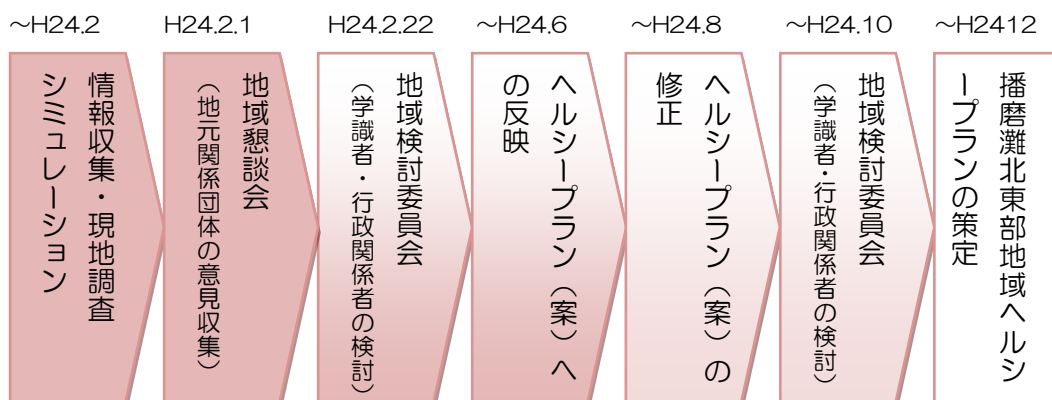 ～H24.2
H24.2.1
H24.2.22
～H24.6
～H24.8
～H24.10
～H2412
情報収集・現地調査
シミュレーション
地域懇談会
（地元関係団体の意見収集）
地域検討委員会
（学識者・行政関係者の検討）
ヘルシープラン（案）へ
の反映
ヘルシープラン（案）の
修正
地域検討委員会
（学識者・行政関係者の検討）
播磨灘北東部地域ヘルシ
ープランの策定